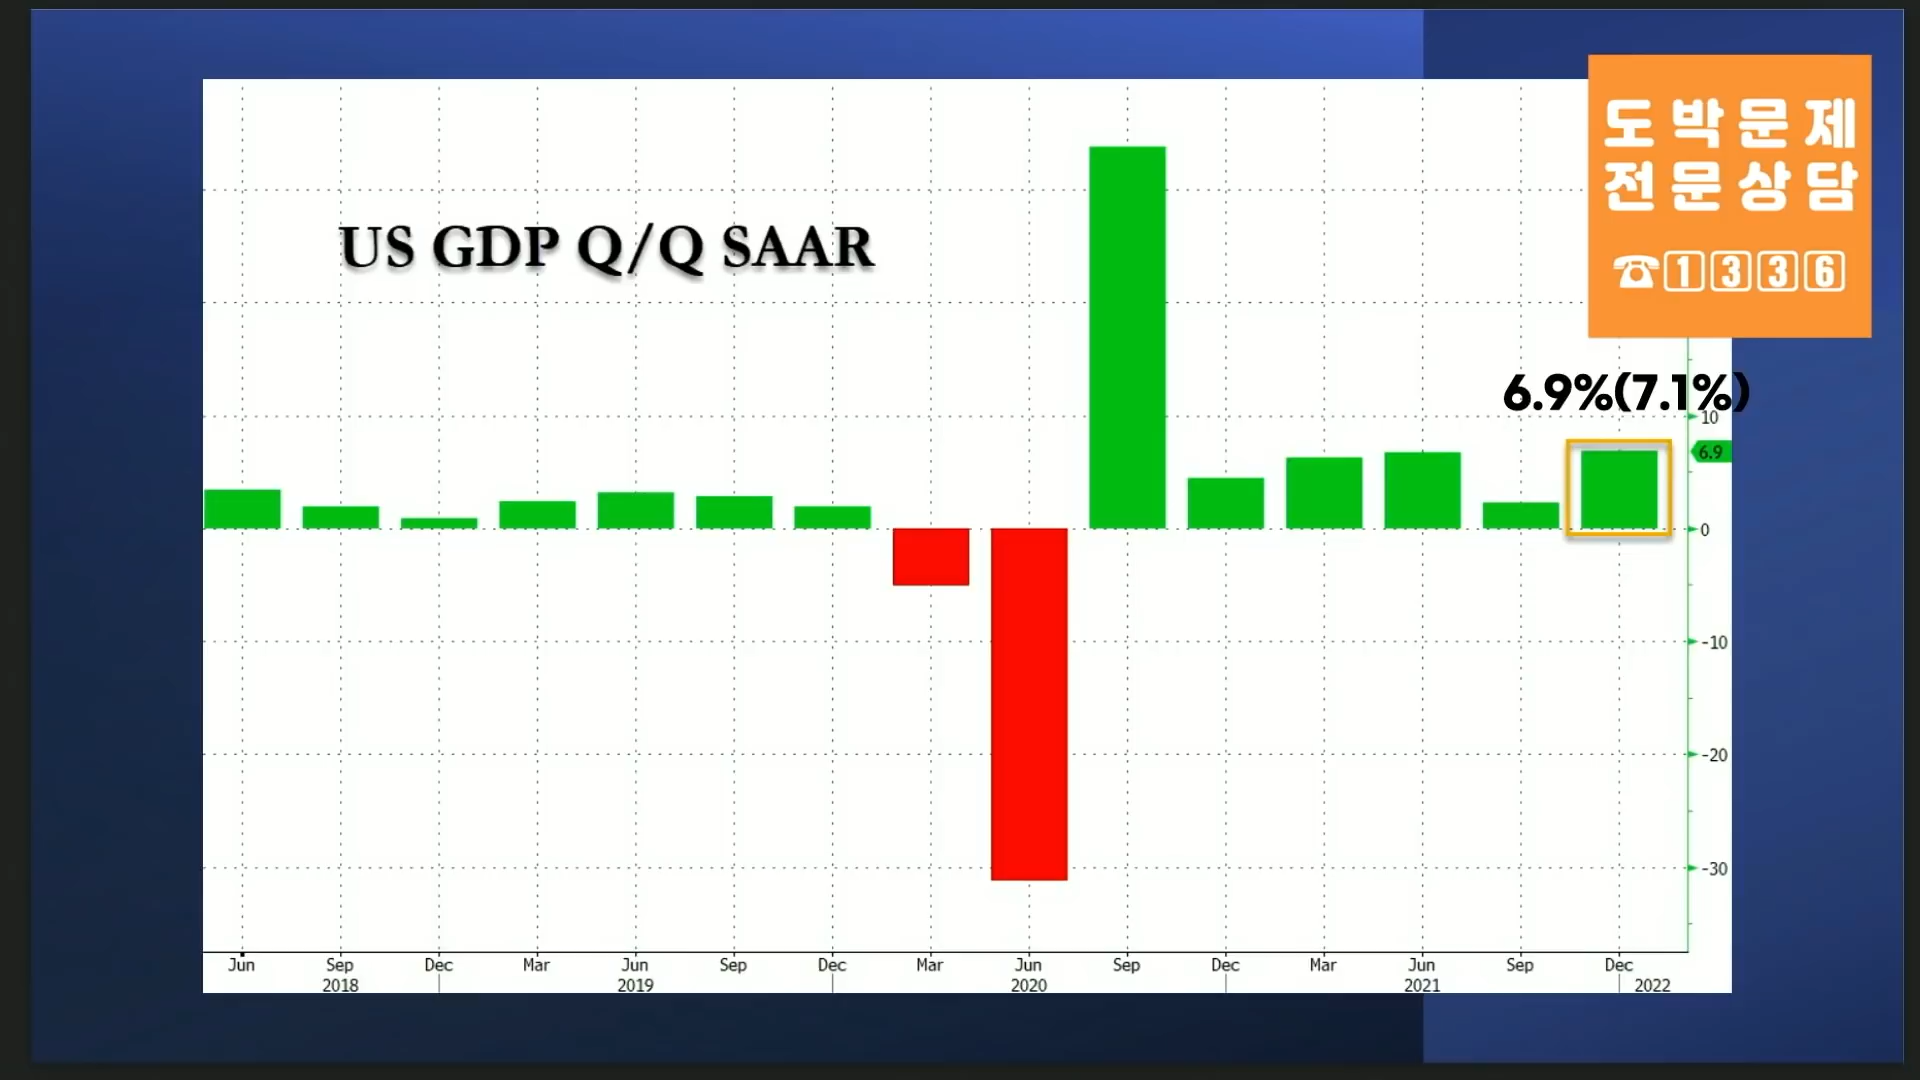 도박문제
전문상담
☎1336
US GDP Q/Q SAAR
6.9%(7.1%)
10
6.9
0
-10
-20
-30
Jun Sep Dec Mar Jun Sep Dec Mar Jun Sep Dec Mar Jun Sep Dec
2018 2019 2020 2021 2022